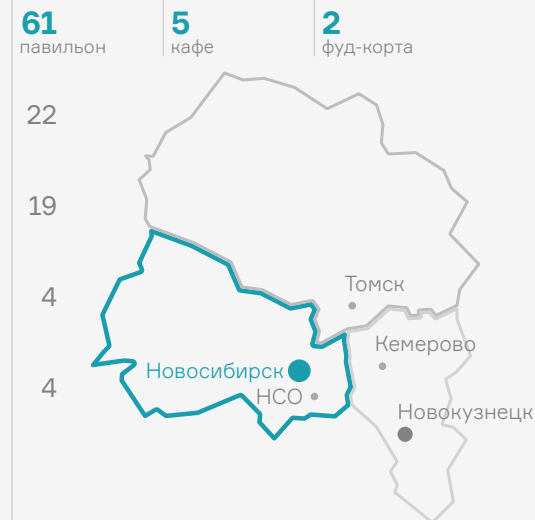 61 5 2
павильон кафе фуд-корта
22
19
4
4
Томск
Кемерово
Новосибирск
НСО
Новокузнецк